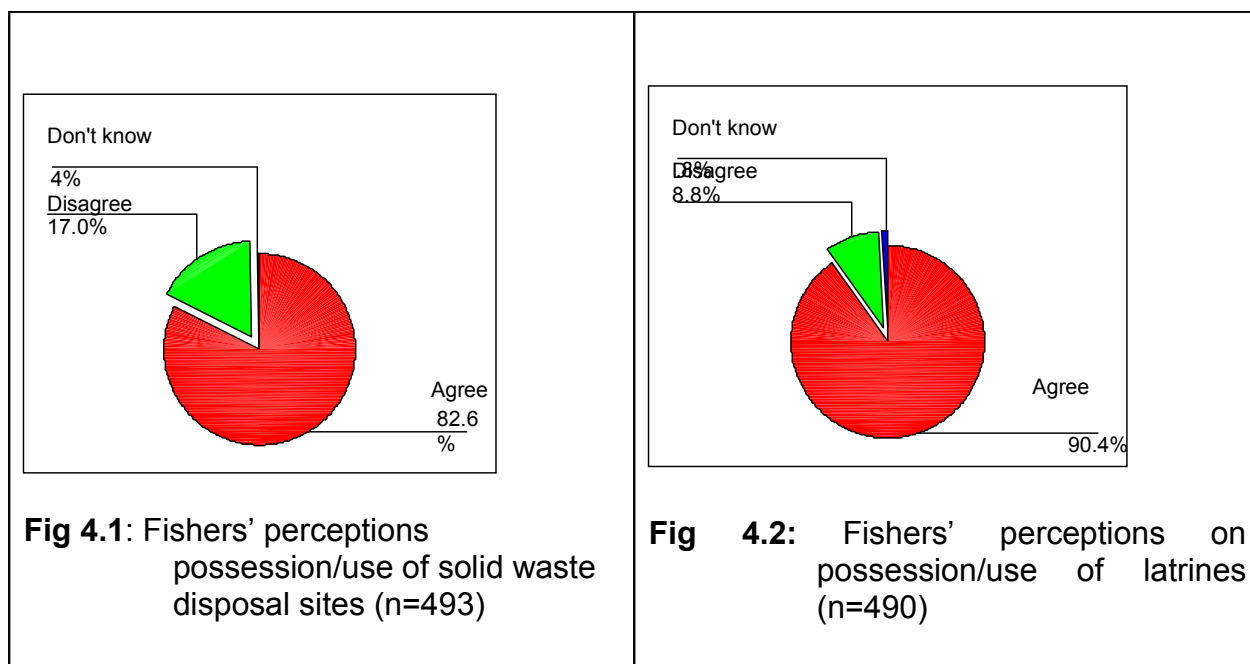 Don't know
4%
Disagree
17.0%
Agree
82.6
%
Fig 4.1: Fishers' perceptions
possession/use of solid waste
disposal sites (n=493)
Don't know
.8%
Disagree
8.8%
Agree
90.4%
Fig 4.2: Fishers' perceptions on
possession/use of latrines
(n=490)